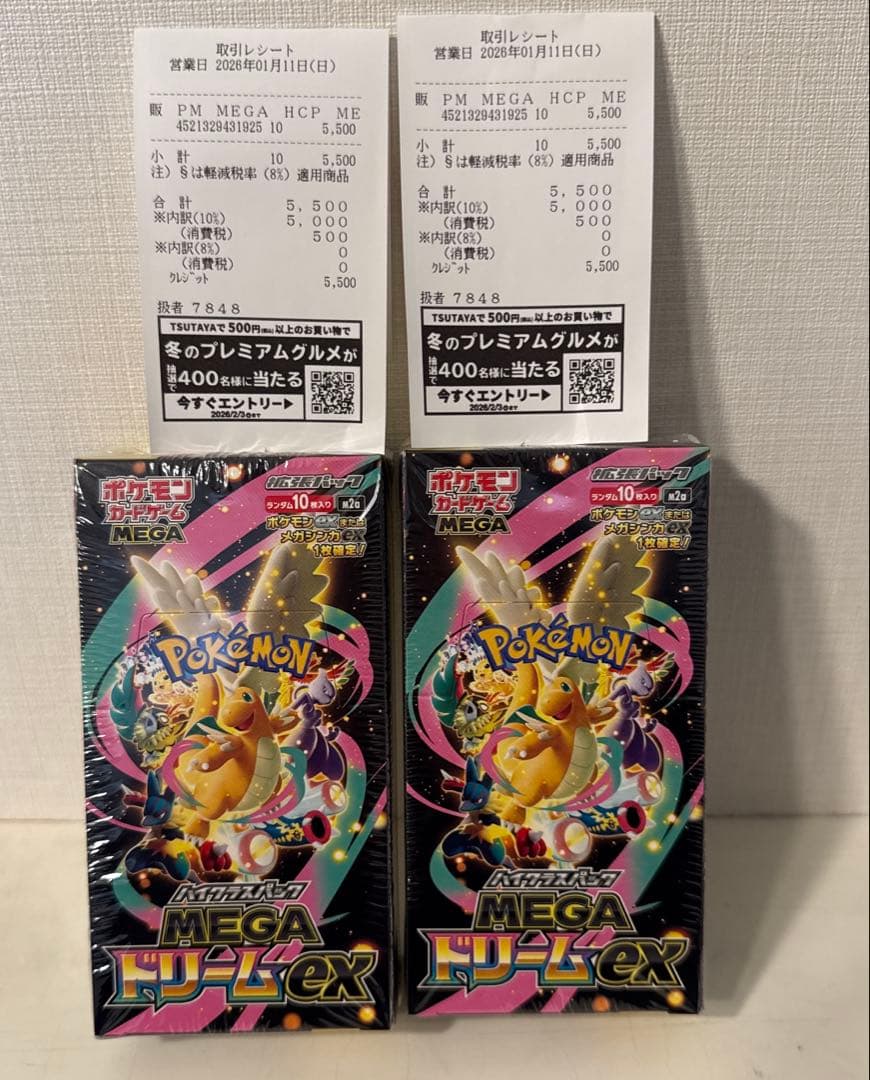 取引レシート
営業日 2026年01月11日(日)
販 PM MEGA HCP ME
4521329431925 10 5,500
小 計 10 5,500
注) §は軽減税率 (8%) 適用商品
合 計 5,500
※内訳(10%) 5,000
(消費税) 500
※内訳(8%) 0
(消費税) 0
クレジット 5,500
扱者 7848
TSUTAYAで500円(税込)以上のお買い物で
冬のプレミアムグルメが
抽選で400名様に当たる
今すぐエントリー▶
2026/2/3(火)まで
取引レシート
営業日 2026年01月11日(日)
販 PM MEGA HCP ME
4521329431925 10 5,500
小 計 10 5,500
注) §は軽減税率 (8%) 適用商品
合 計 5,500
※内訳(10%) 5,000
(消費税) 500
※内訳(8%) 0
(消費税) 0
クレジット 5,500
扱者 7848
TSUTAYAで500円(税込)以上のお買い物で
冬のプレミアムグルメが
抽選で400名様に当たる
今すぐエントリー▶
2026/2/3(火)まで
ポケモン
カードゲーム
MEGA
拡張パック
ランダム10枚入り M2a
ポケモンexまたは
メガシンカex
1枚確定!
POKéMON
ハイクラスパック
MEGA
ドリームex
ポケモン
カードゲーム
MEGA
拡張パック
ランダム10枚入り M2a
ポケモンexまたは
メガシンカex
1枚確定!
POKéMON
ハイクラスパック
MEGA
ドリームex